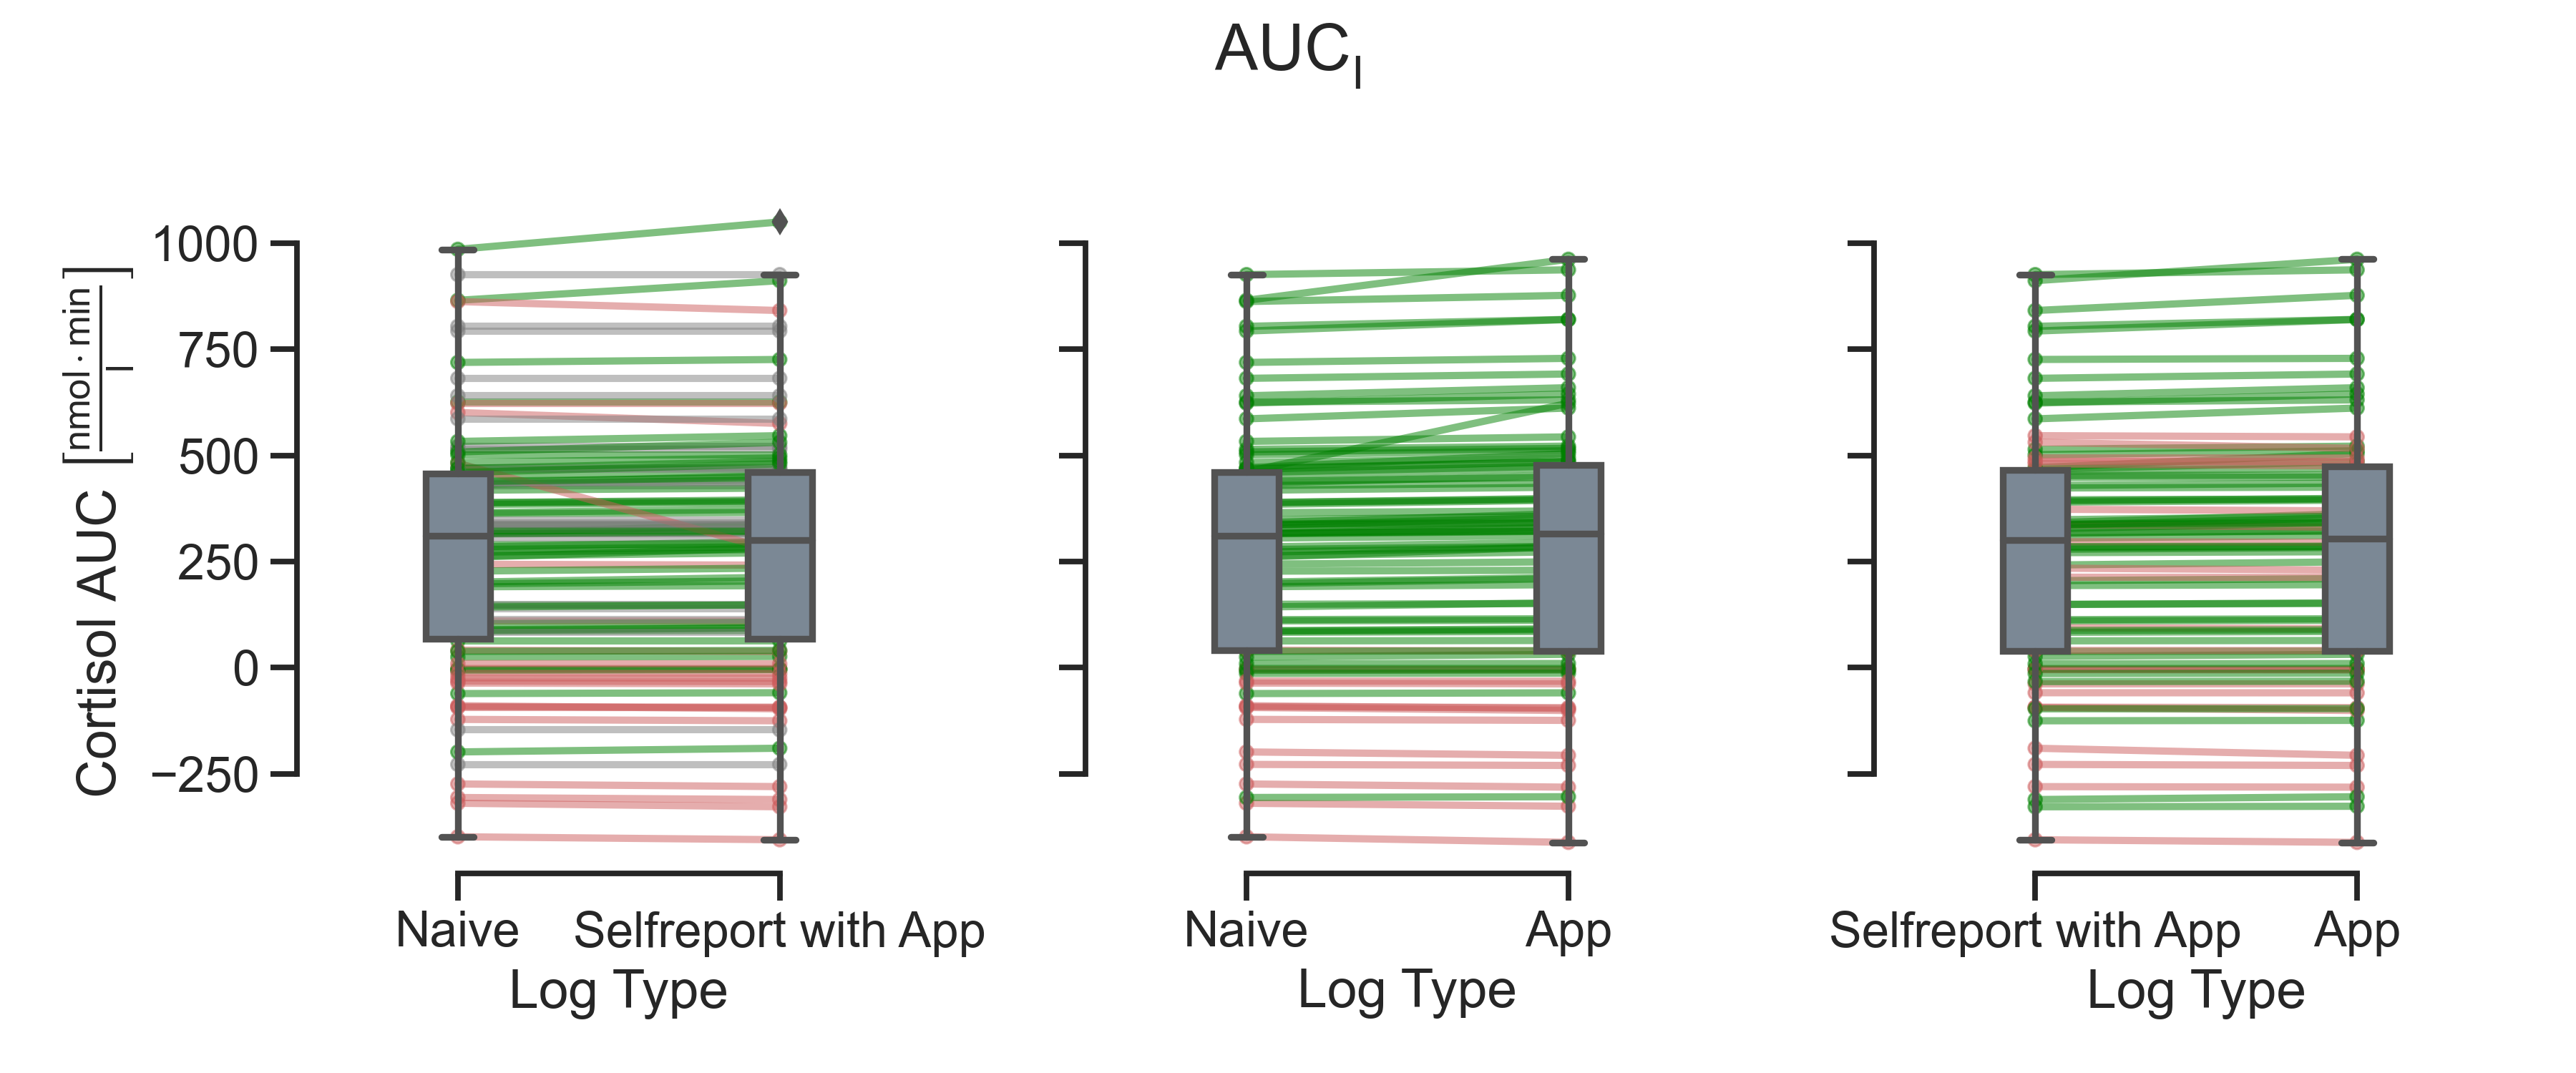 AUC_I
Cortisol AUC [nmol · min / l]
1000
750
500
250
0
−250
Naive Selfreport with App
Log Type
Naive App
Log Type
Selfreport with App App
Log Type